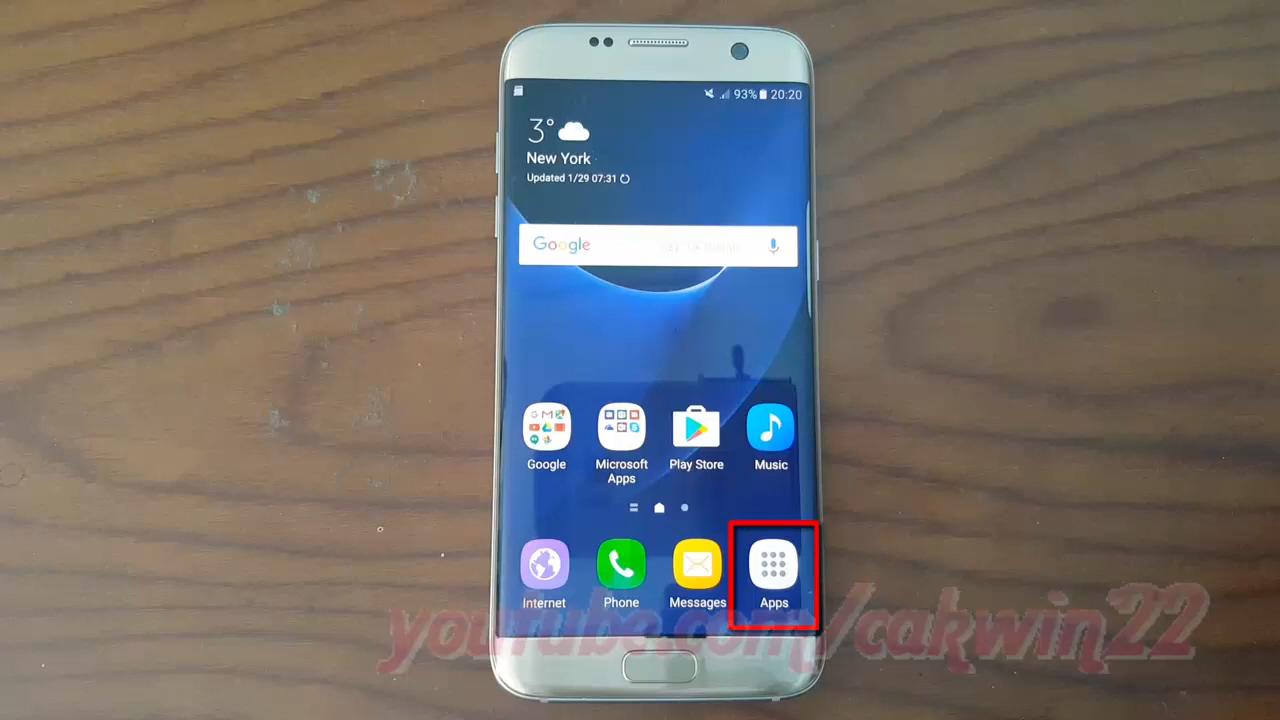 93% 20:20
3°
New York
Updated 1/29 07:31
Google
Google
Microsoft Apps
Play Store
Music
Internet
Phone
Messages
Apps
youtube.com/cakwin22